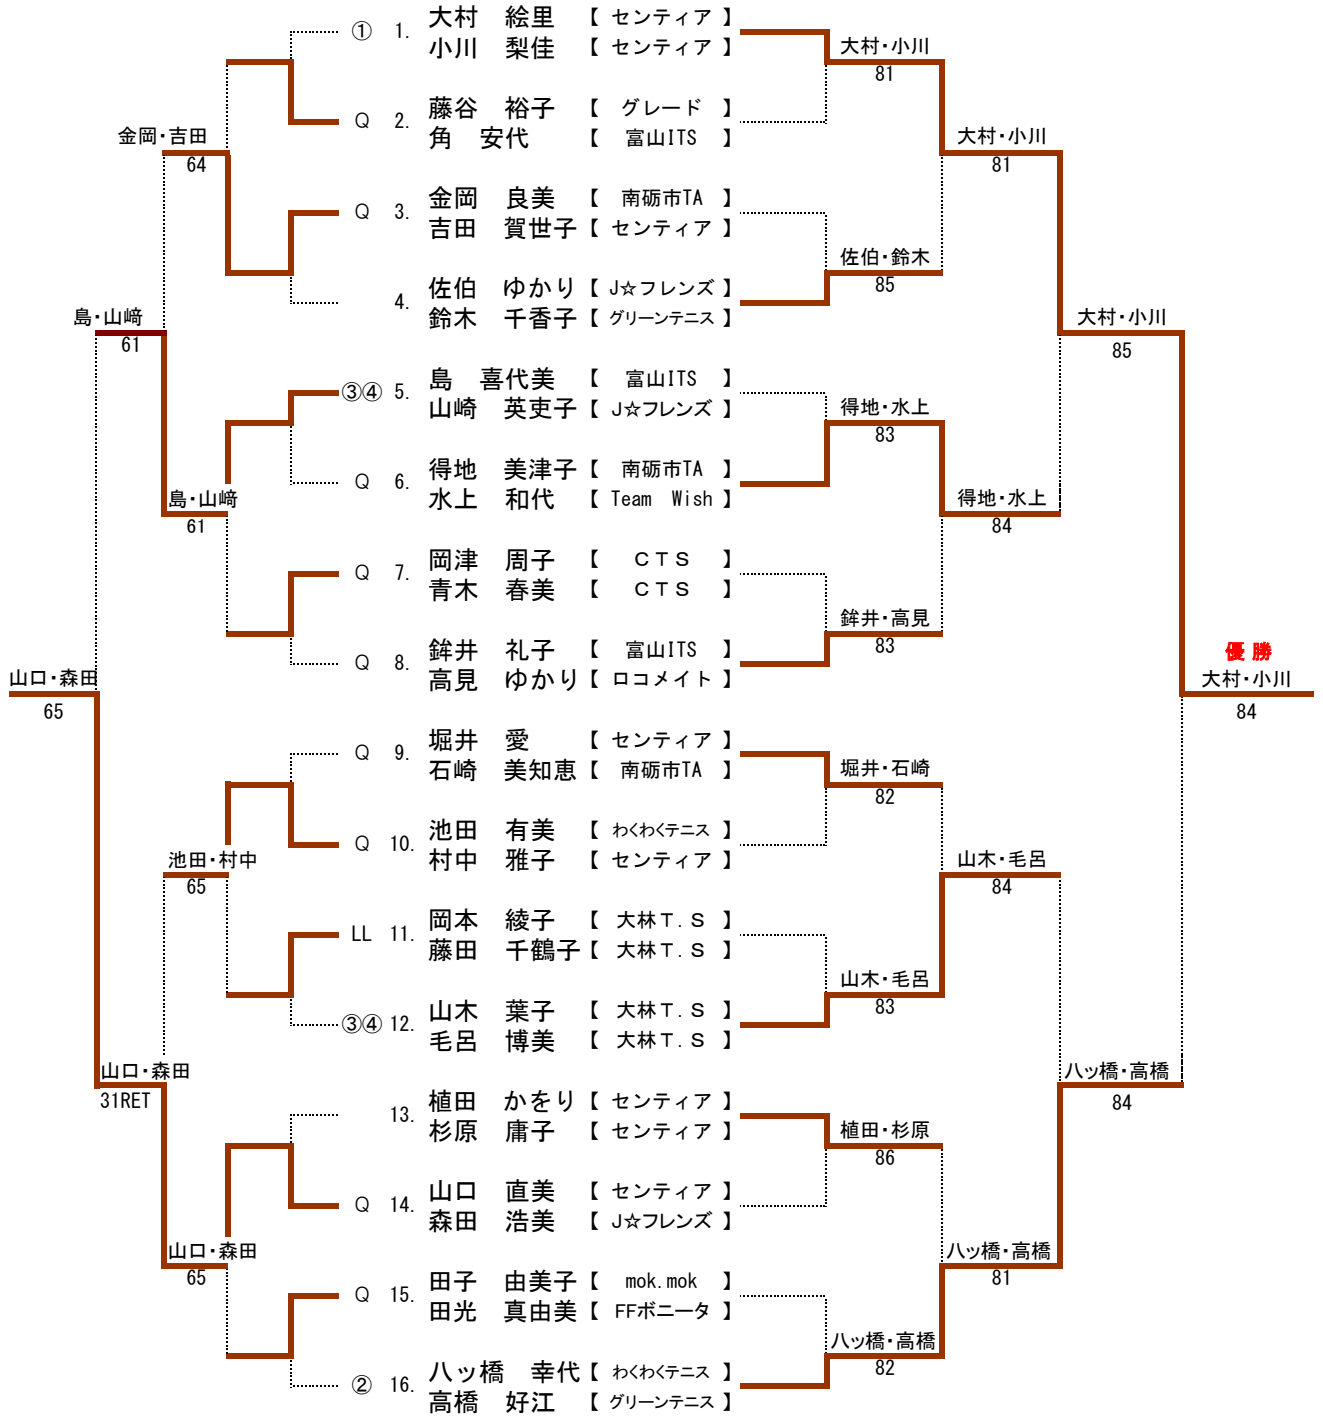 ① 1. 大村 絵里 【 センティア 】
小川 梨佳 【 センティア 】
大村・小川
81
Q 2. 藤谷 裕子 【 グレード 】
角 安代 【 富山ITS 】
金岡・吉田
64
大村・小川
81
Q 3. 金岡 良美 【 南砺市TA 】
吉田 賀世子 【 センティア 】
佐伯・鈴木
85
4. 佐伯 ゆかり 【 J☆フレンズ 】
鈴木 千香子 【 グリーンテニス 】
島・山﨑
61
大村・小川
85
③④ 5. 島 喜代美 【 富山ITS 】
山崎 英吏子 【 J☆フレンズ 】
得地・水上
83
Q 6. 得地 美津子 【 南砺市TA 】
水上 和代 【 Team Wish 】
島・山﨑
61
得地・水上
84
Q 7. 岡津 周子 【 CTS 】
青木 春美 【 CTS 】
鉾井・高見
83
Q 8. 鉾井 礼子 【 富山ITS 】
高見 ゆかり 【 ロコメイト 】
山口・森田
65
優 勝
大村・小川
84
Q 9. 堀井 愛 【 センティア 】
石崎 美知恵 【 南砺市TA 】
堀井・石崎
82
Q 10. 池田 有美 【 わくわくテニス 】
村中 雅子 【 センティア 】
池田・村中
65
山木・毛呂
84
LL 11. 岡本 綾子 【 大林T.S 】
藤田 千鶴子 【 大林T.S 】
山木・毛呂
83
③④ 12. 山木 葉子 【 大林T.S 】
毛呂 博美 【 大林T.S 】
山口・森田
31RET
八ッ橋・高橋
84
13. 植田 かをり 【 センティア 】
杉原 庸子 【 センティア 】
植田・杉原
86
Q 14. 山口 直美 【 センティア 】
森田 浩美 【 J☆フレンズ 】
山口・森田
65
八ッ橋・高橋
81
Q 15. 田子 由美子 【 mok.mok 】
田光 真由美 【 FFボニータ 】
八ッ橋・高橋
82
② 16. 八ッ橋 幸代 【 わくわくテニス 】
高橋 好江 【 グリーンテニス 】